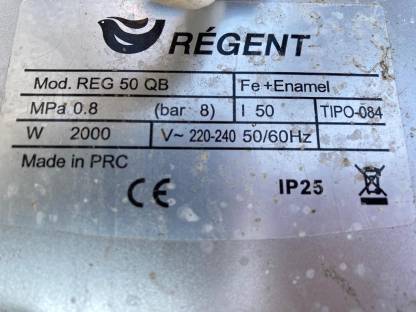 RÉGENT
Mod. REG 50 QB Fe +Enamel
MPa 0.8 (bar 8) l 50 TIPO-084
W 2000 V~ 220-240 50/60Hz
Made in PRC
CE IP25